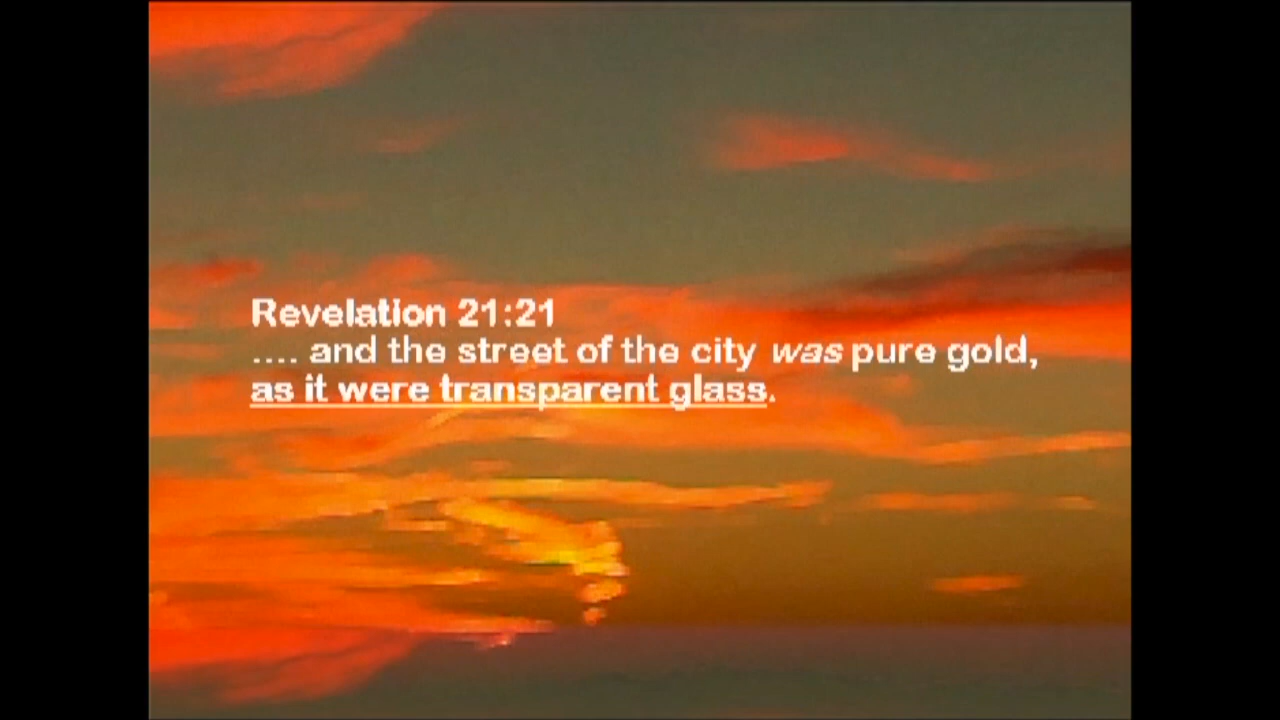 Revelation 21:21
.... and the street of the city was pure gold,
as it were transparent glass.